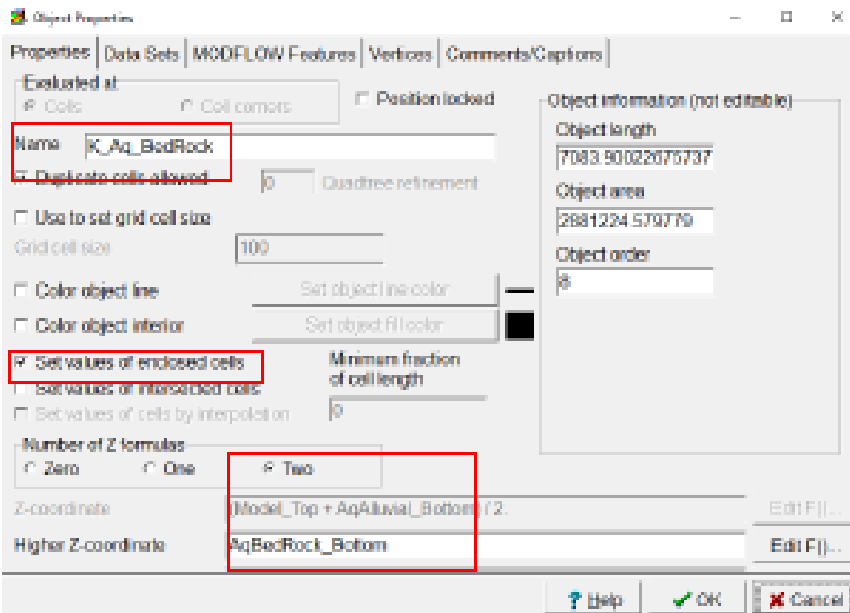 Object Properties
Properties Data Sets MODFLOW Features Vertices Comments/Captions
Evaluated at
Cells Cell corners
Position locked
Name K_Aq_BedRock
Duplicate cells allowed 0 Quadtree refinement
Use to set grid cell size
Grid cell size 100
Color object line Set object line color
Color object interior Set object fill color
Set values of enclosed cells
Set values of intersected cells
Set values of cells by interpolation
Minimum fraction
of cell length
0
Number of Z formulas
Zero One Two
Z-coordinate (Model_Top + AqAlluvial_Bottom) / 2. Edit F()...
Higher Z-coordinate AqBedRock_Bottom Edit F()...
Object information (not editable)
Object length
7083.90022675737
Object area
2881224.579779
Object order
8
Help OK Cancel